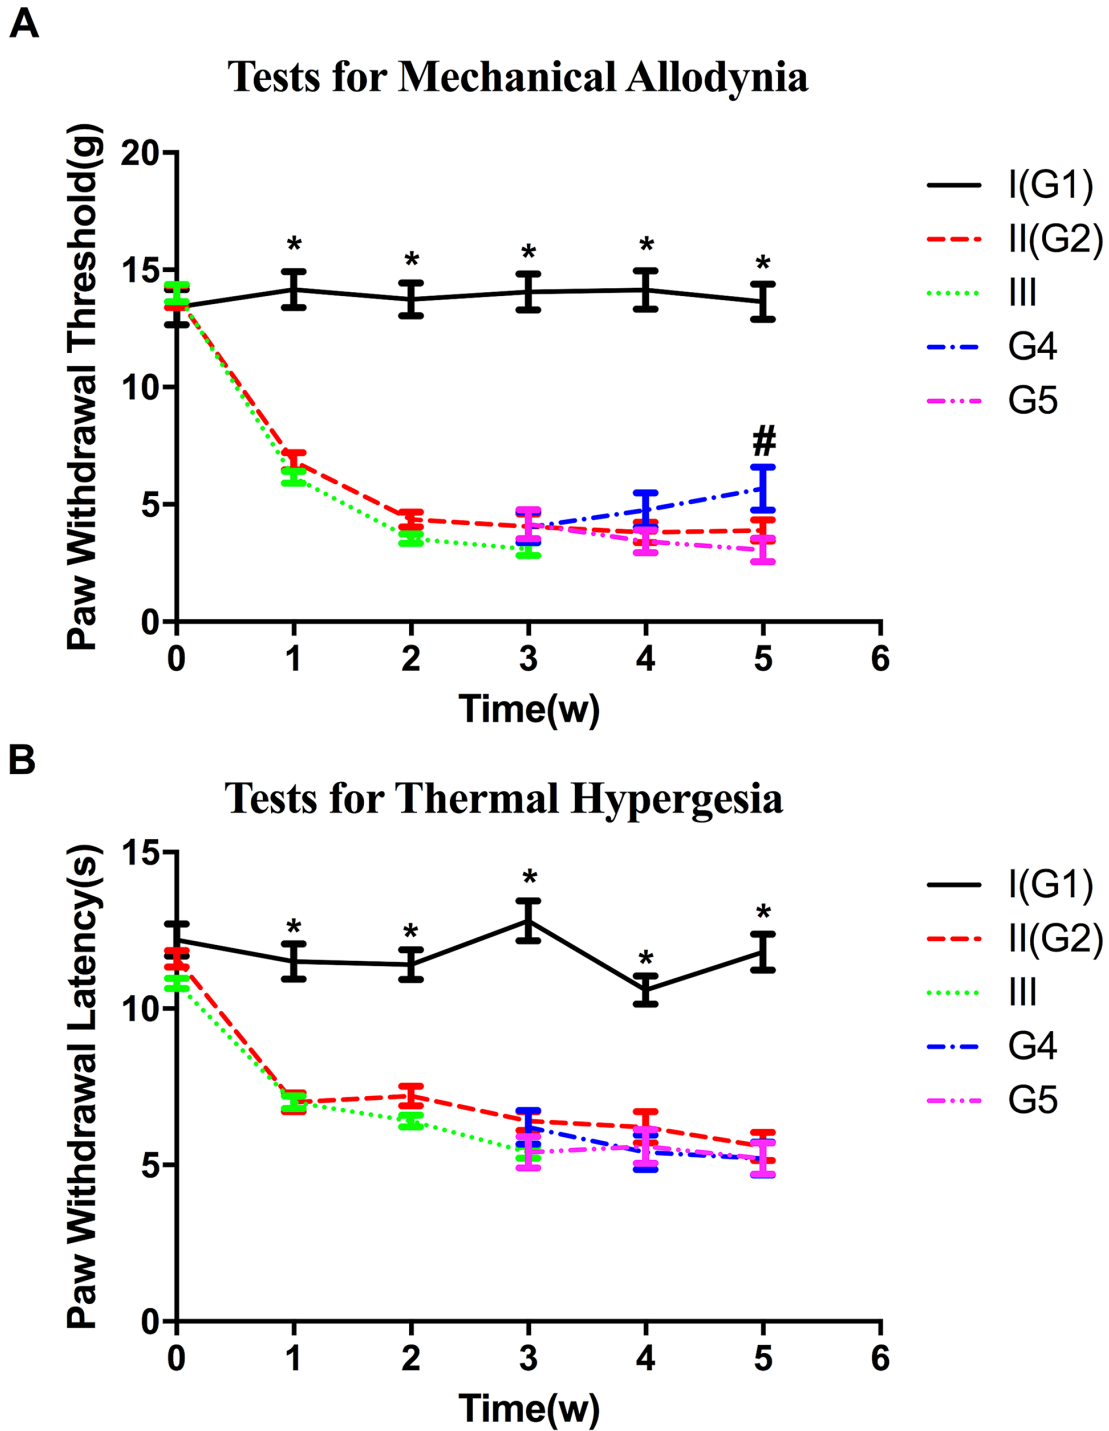 A
Tests for Mechanical Allodynia
Paw Withdrawal Threshold(g)
20
15
10
5
0
* * * * *
#
0 1 2 3 4 5 6
Time(w)
I(G1)
II(G2)
III
G4
G5
B
Tests for Thermal Hypergesia
Paw Withdrawal Latency(s)
15
10
5
0
* * * * *
0 1 2 3 4 5 6
Time(w)
I(G1)
II(G2)
III
G4
G5